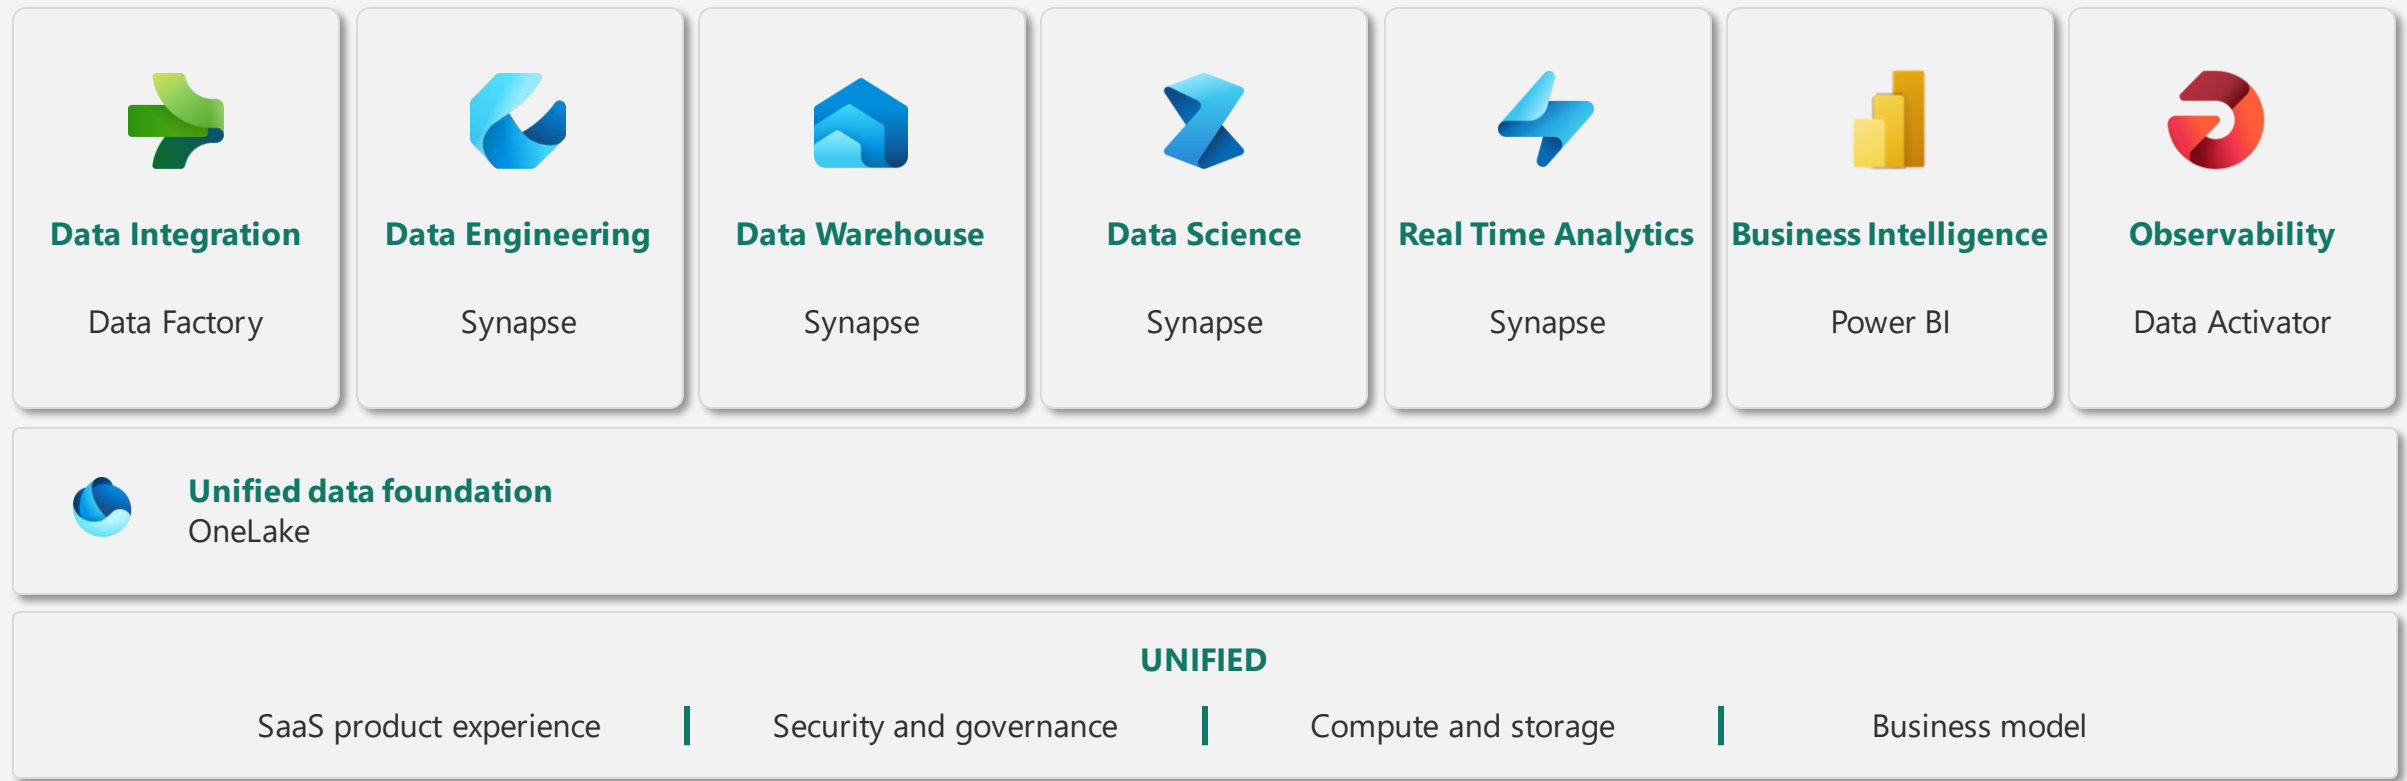 Data Integration
Data Factory
Data Engineering
Synapse
Data Warehouse
Synapse
Data Science
Synapse
Real Time Analytics
Synapse
Business Intelligence
Power BI
Observability
Data Activator
Unified data foundation
OneLake
UNIFIED
SaaS product experience
Security and governance
Compute and storage
Business model